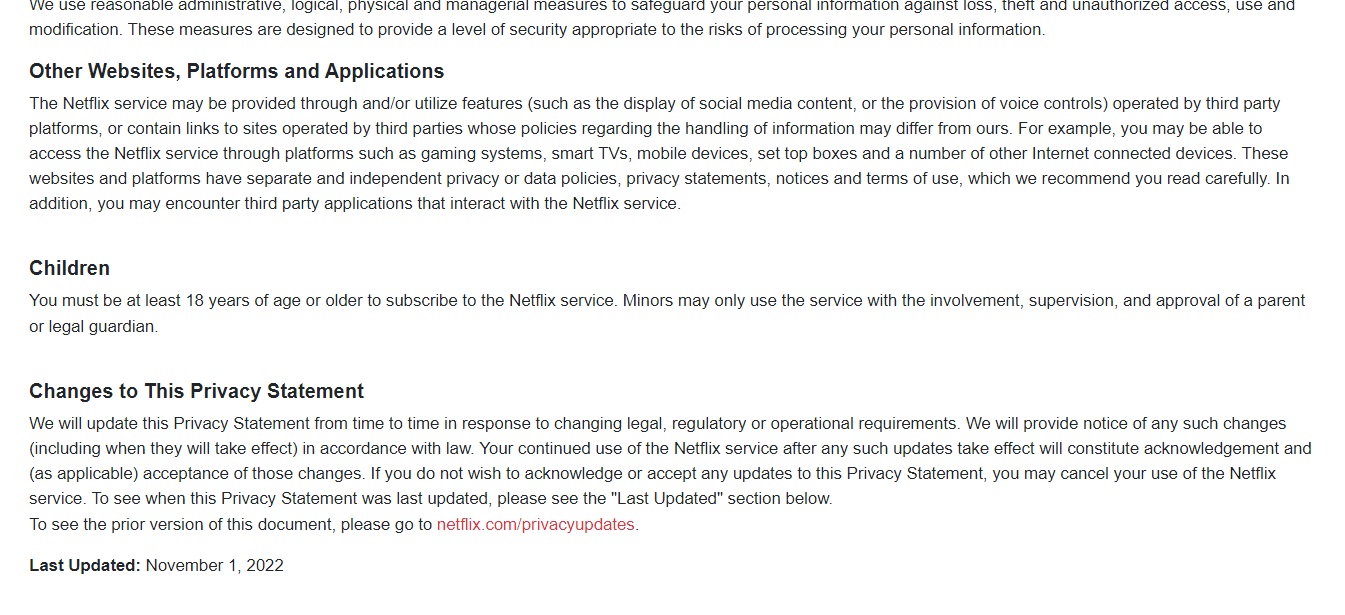 We use reasonable administrative, logical, physical and managerial measures to safeguard your personal information against loss, theft and unauthorized access, use and
modification. These measures are designed to provide a level of security appropriate to the risks of processing your personal information.
Other Websites, Platforms and Applications
The Netflix service may be provided through and/or utilize features (such as the display of social media content, or the provision of voice controls) operated by third party
platforms, or contain links to sites operated by third parties whose policies regarding the handling of information may differ from ours. For example, you may be able to
access the Netflix service through platforms such as gaming systems, smart TVs, mobile devices, set top boxes and a number of other Internet connected devices. These
websites and platforms have separate and independent privacy or data policies, privacy statements, notices and terms of use, which we recommend you read carefully. In
addition, you may encounter third party applications that interact with the Netflix service.
Children
You must be at least 18 years of age or older to subscribe to the Netflix service. Minors may only use the service with the involvement, supervision, and approval of a parent
or legal guardian.
Changes to This Privacy Statement
We will update this Privacy Statement from time to time in response to changing legal, regulatory or operational requirements. We will provide notice of any such changes
(including when they will take effect) in accordance with law. Your continued use of the Netflix service after any such updates take effect will constitute acknowledgement and
(as applicable) acceptance of those changes. If you do not wish to acknowledge or accept any updates to this Privacy Statement, you may cancel your use of the Netflix
service. To see when this Privacy Statement was last updated, please see the "Last Updated" section below.
To see the prior version of this document, please go to netflix.com/privacyupdates.
Last Updated: November 1, 2022